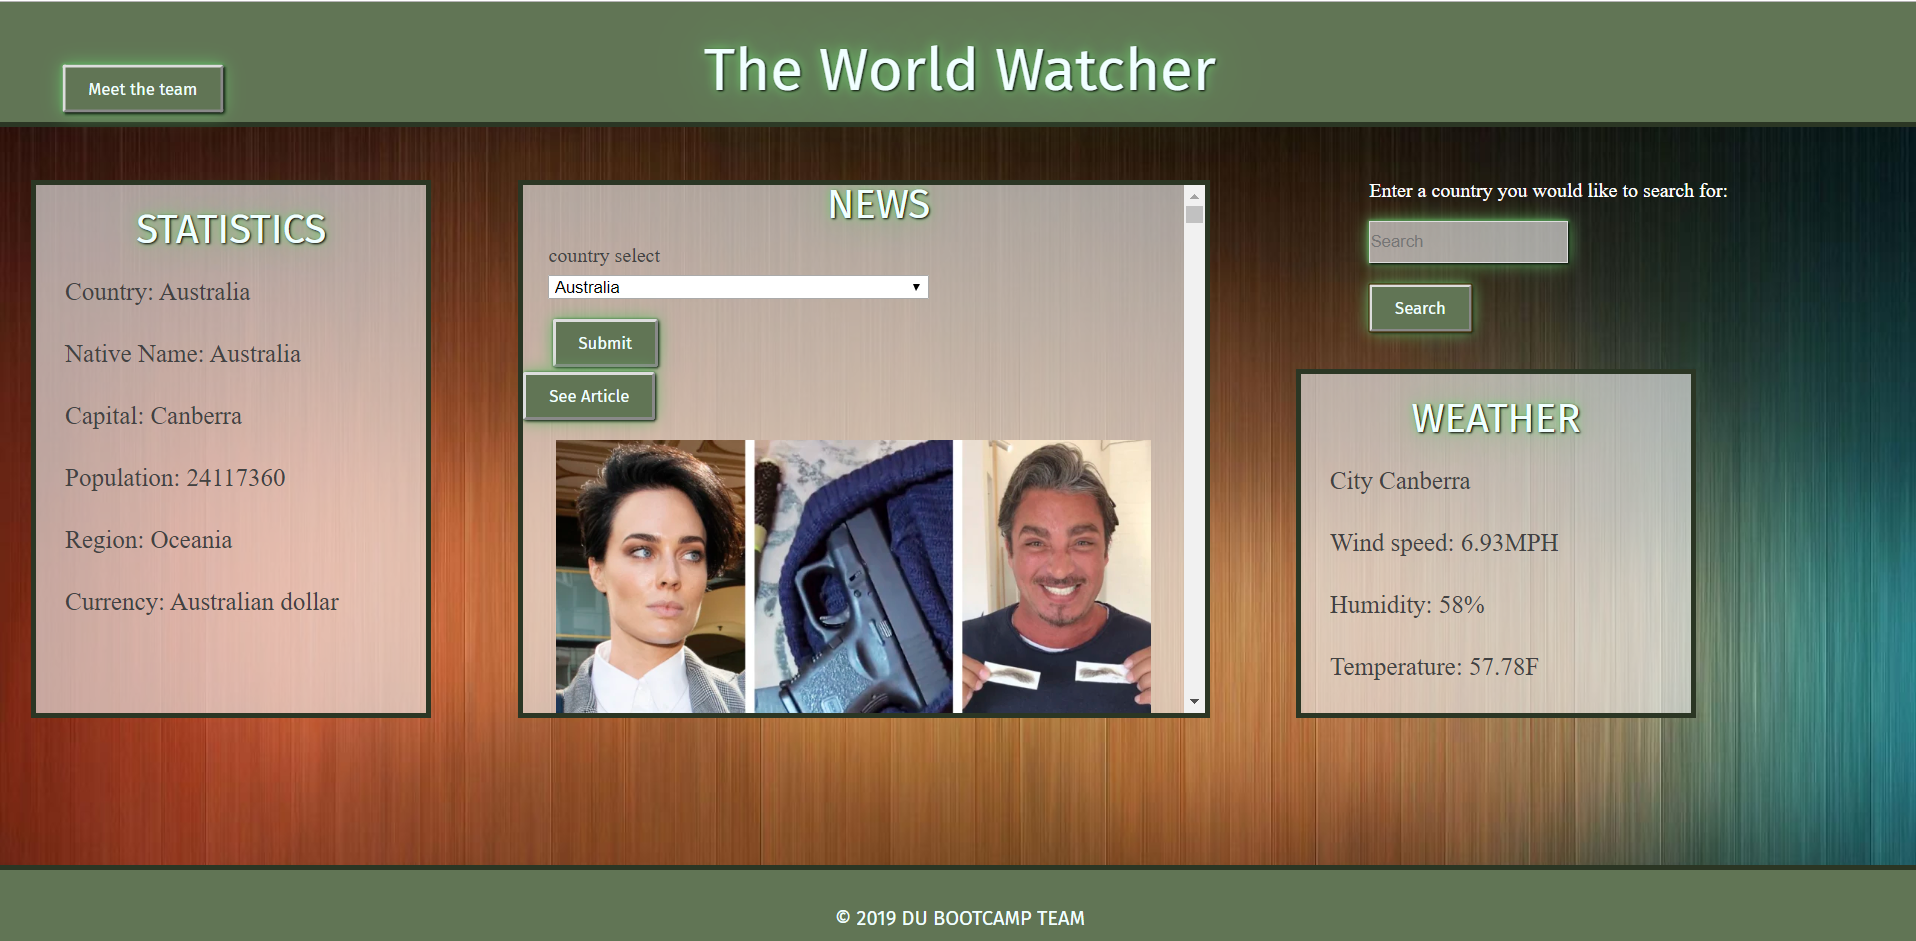 The World Watcher
Meet the team
STATISTICS
Country: Australia
Native Name: Australia
Capital: Canberra
Population: 24117360
Region: Oceania
Currency: Australian dollar
NEWS
country select
Australia
Submit
See Article
Enter a country you would like to search for:
Search
Search
WEATHER
City Canberra
Wind speed: 6.93MPH
Humidity: 58%
Temperature: 57.78F
© 2019 DU BOOTCAMP TEAM